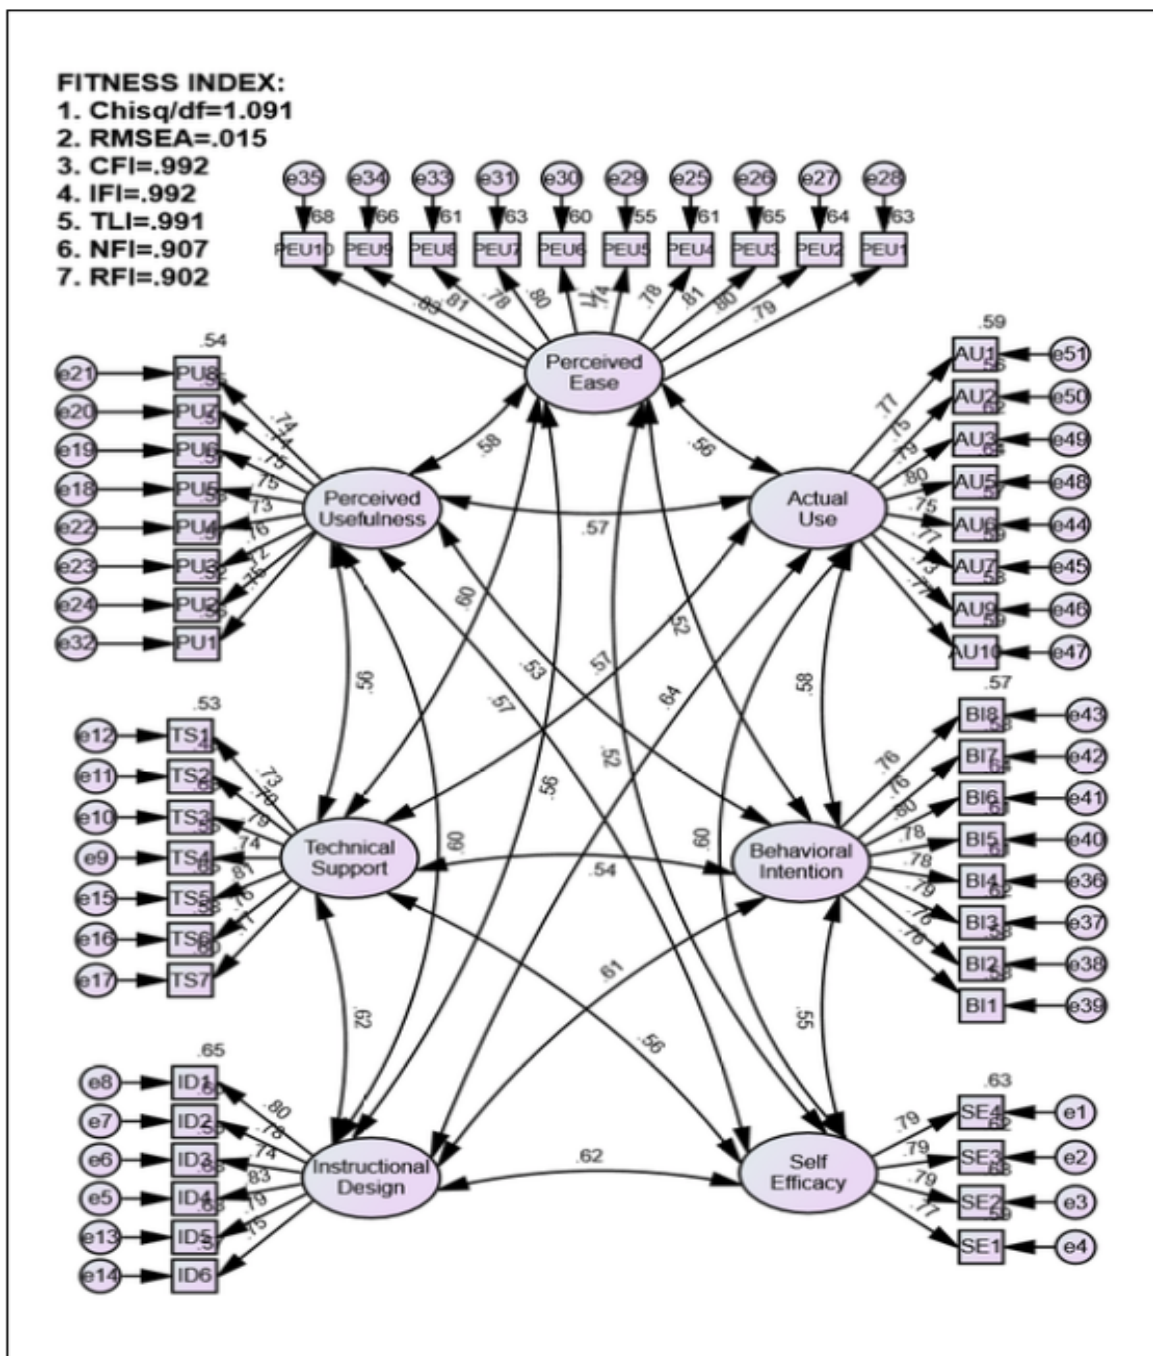 FITNESS INDEX:
1. Chisq/df=1.091
2. RMSEA=.015
3. CFI=.992
4. IFI=.992
5. TLI=.991
6. NFI=.907
7. RFI=.902
e35 e34 e33 e31 e30 e29 e25 e26 e27 e28
.68 .66 .61 .63 .60 .55 .61 .65 .64 .63
PEU10 PEU9 PEU8 PEU7 PEU6 PEU5 PEU4 PEU3 PEU2 PEU1
.81 .78 .80 .74 .78 .81 .80 .79
Perceived
Ease
.54
e21 PU8
.74
e20
.74
e19 PU6
.75
e18 PU5
.75
e22 PU4
.73
e23 PU3
.76
e24 PU2
e32 PU1
Perceived
Usefulness
.59
AU1 e51
.77
AU2 e50
.75
AU3 e49
.79
AU5 e48
.80
AU6 e44
.75
AU7 e45
.77
AU9 e46
.73
AU10 e47
Actual
Use
.58
.56
.57
.60
.52
.53
.57
.57
.64
.52
.53
e12 TS1
.73
e11 TS2
.70
e10 TS3
.79
e9 TS4
.74
e15 TS5
e16 TS6
e17 TS7
Technical
Support
.57
BI8 e43
.76
BI7 e42
.76
BI6 e41
.80
BI5 e40
.78
BI4 e36
.78
BI3 e37
.79
BI2 e38
.76
BI1 e39
.76
Behavioral
Intention
.54
.61
.62
.56
.55
.65
e8 ID1
.80
e7 ID2
.78
e6 ID3
.74
e5 ID4
.83
e13 ID5
.79
e14 ID6
.75
Instructional
Design
.62
.63
SE4 e1
.79
SE3 e2
.79
SE2 e3
.79
SE1 e4
.77
Self
Efficacy